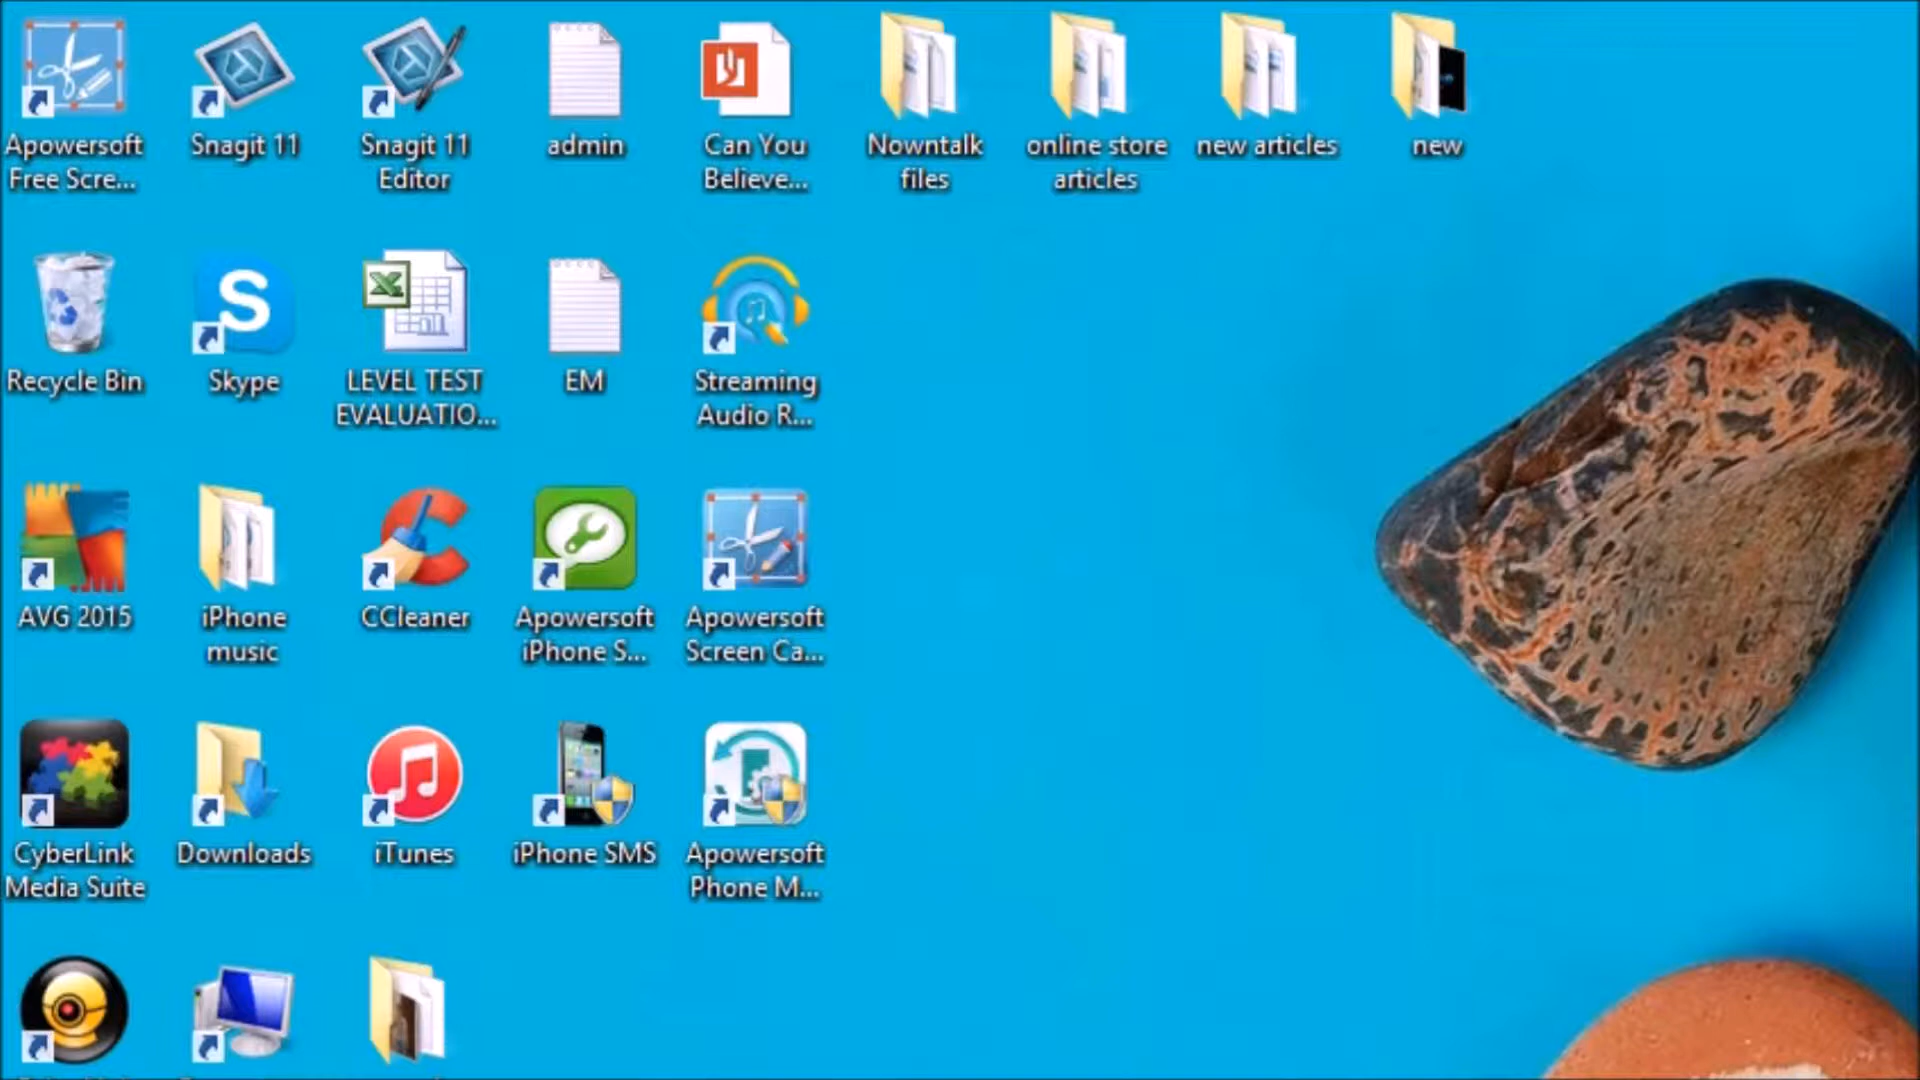 Apowersoft
Free Scre...
Snagit 11
Snagit 11
Editor
admin
Can You
Believe...
Nowntalk
files
online store
articles
new articles
new
Recycle Bin
S
Skype
LEVEL TEST
EVALUATIO...
EM
Streaming
Audio R...
AVG 2015
iPhone
music
CCleaner
Apowersoft
iPhone S...
Apowersoft
Screen Ca...
CyberLink
Media Suite
Downloads
iTunes
iPhone SMS
Apowersoft
Phone M...